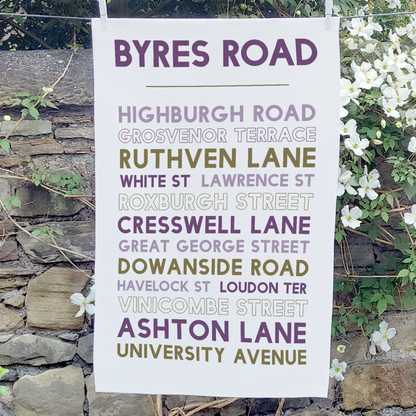 BYRES ROAD
HIGHBURGH ROAD
GROSVENOR TERRACE
RUTHVEN LANE
WHITE ST LAWRENCE ST
ROXBURGH STREET
CRESSWELL LANE
GREAT GEORGE STREET
DOWANSIDE ROAD
HAVELOCK ST LOUDON TER
VINICOMBE STREET
ASHTON LANE
UNIVERSITY AVENUE